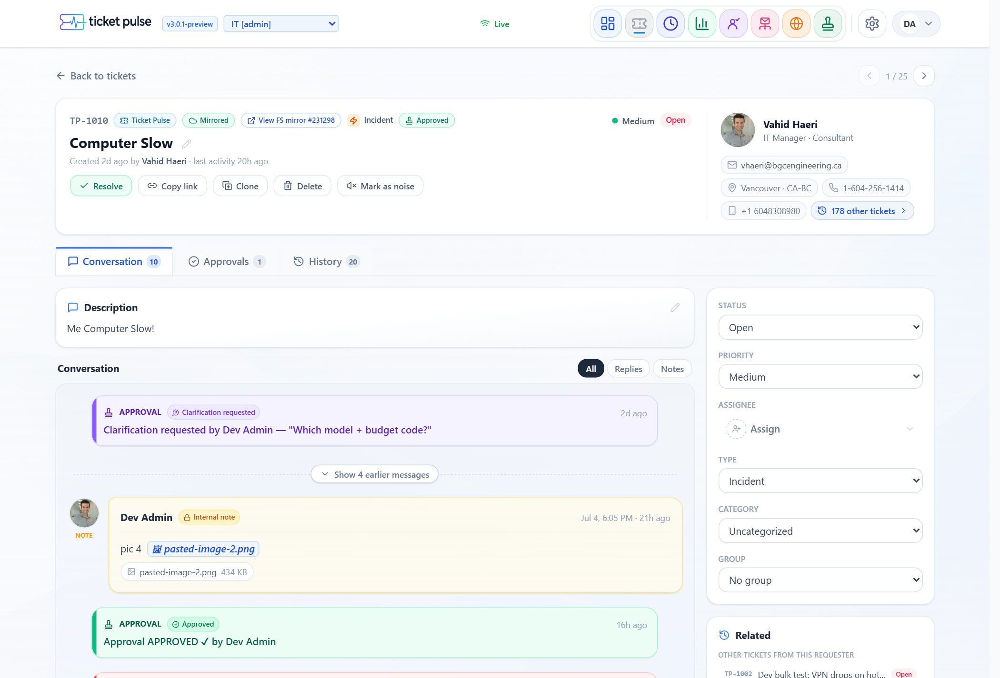 ticket pulse
v3.0.1-preview
IT [admin]
Live
DA
Back to tickets
1 / 25
TP-1010
Ticket Pulse
Mirrored
View FS mirror #231298
Incident
Approved
Medium
Open
Computer Slow
Created 2d ago by Vahid Haeri · last activity 20h ago
Resolve
Copy link
Clone
Delete
Mark as noise
Vahid Haeri
IT Manager · Consultant
vhaeri@bgcengineering.ca
Vancouver · CA-BC
1-604-256-1414
+1 6048308980
178 other tickets
Conversation 10
Approvals 1
History 20
Description
Me Computer Slow!
Conversation
All
Replies
Notes
APPROVAL
Clarification requested
2d ago
Clarification requested by Dev Admin — "Which model + budget code?"
Show 4 earlier messages
NOTE
Dev Admin
Internal note
Jul 4, 6:05 PM · 21h ago
pic 4 pasted-image-2.png
pasted-image-2.png 434 KB
APPROVAL
Approved
16h ago
Approval APPROVED ✓ by Dev Admin
STATUS
Open
PRIORITY
Medium
ASSIGNEE
Assign
TYPE
Incident
CATEGORY
Uncategorized
GROUP
No group
Related
OTHER TICKETS FROM THIS REQUESTER
TP-1002 Dev bulk test: VPN drops on hot... Open